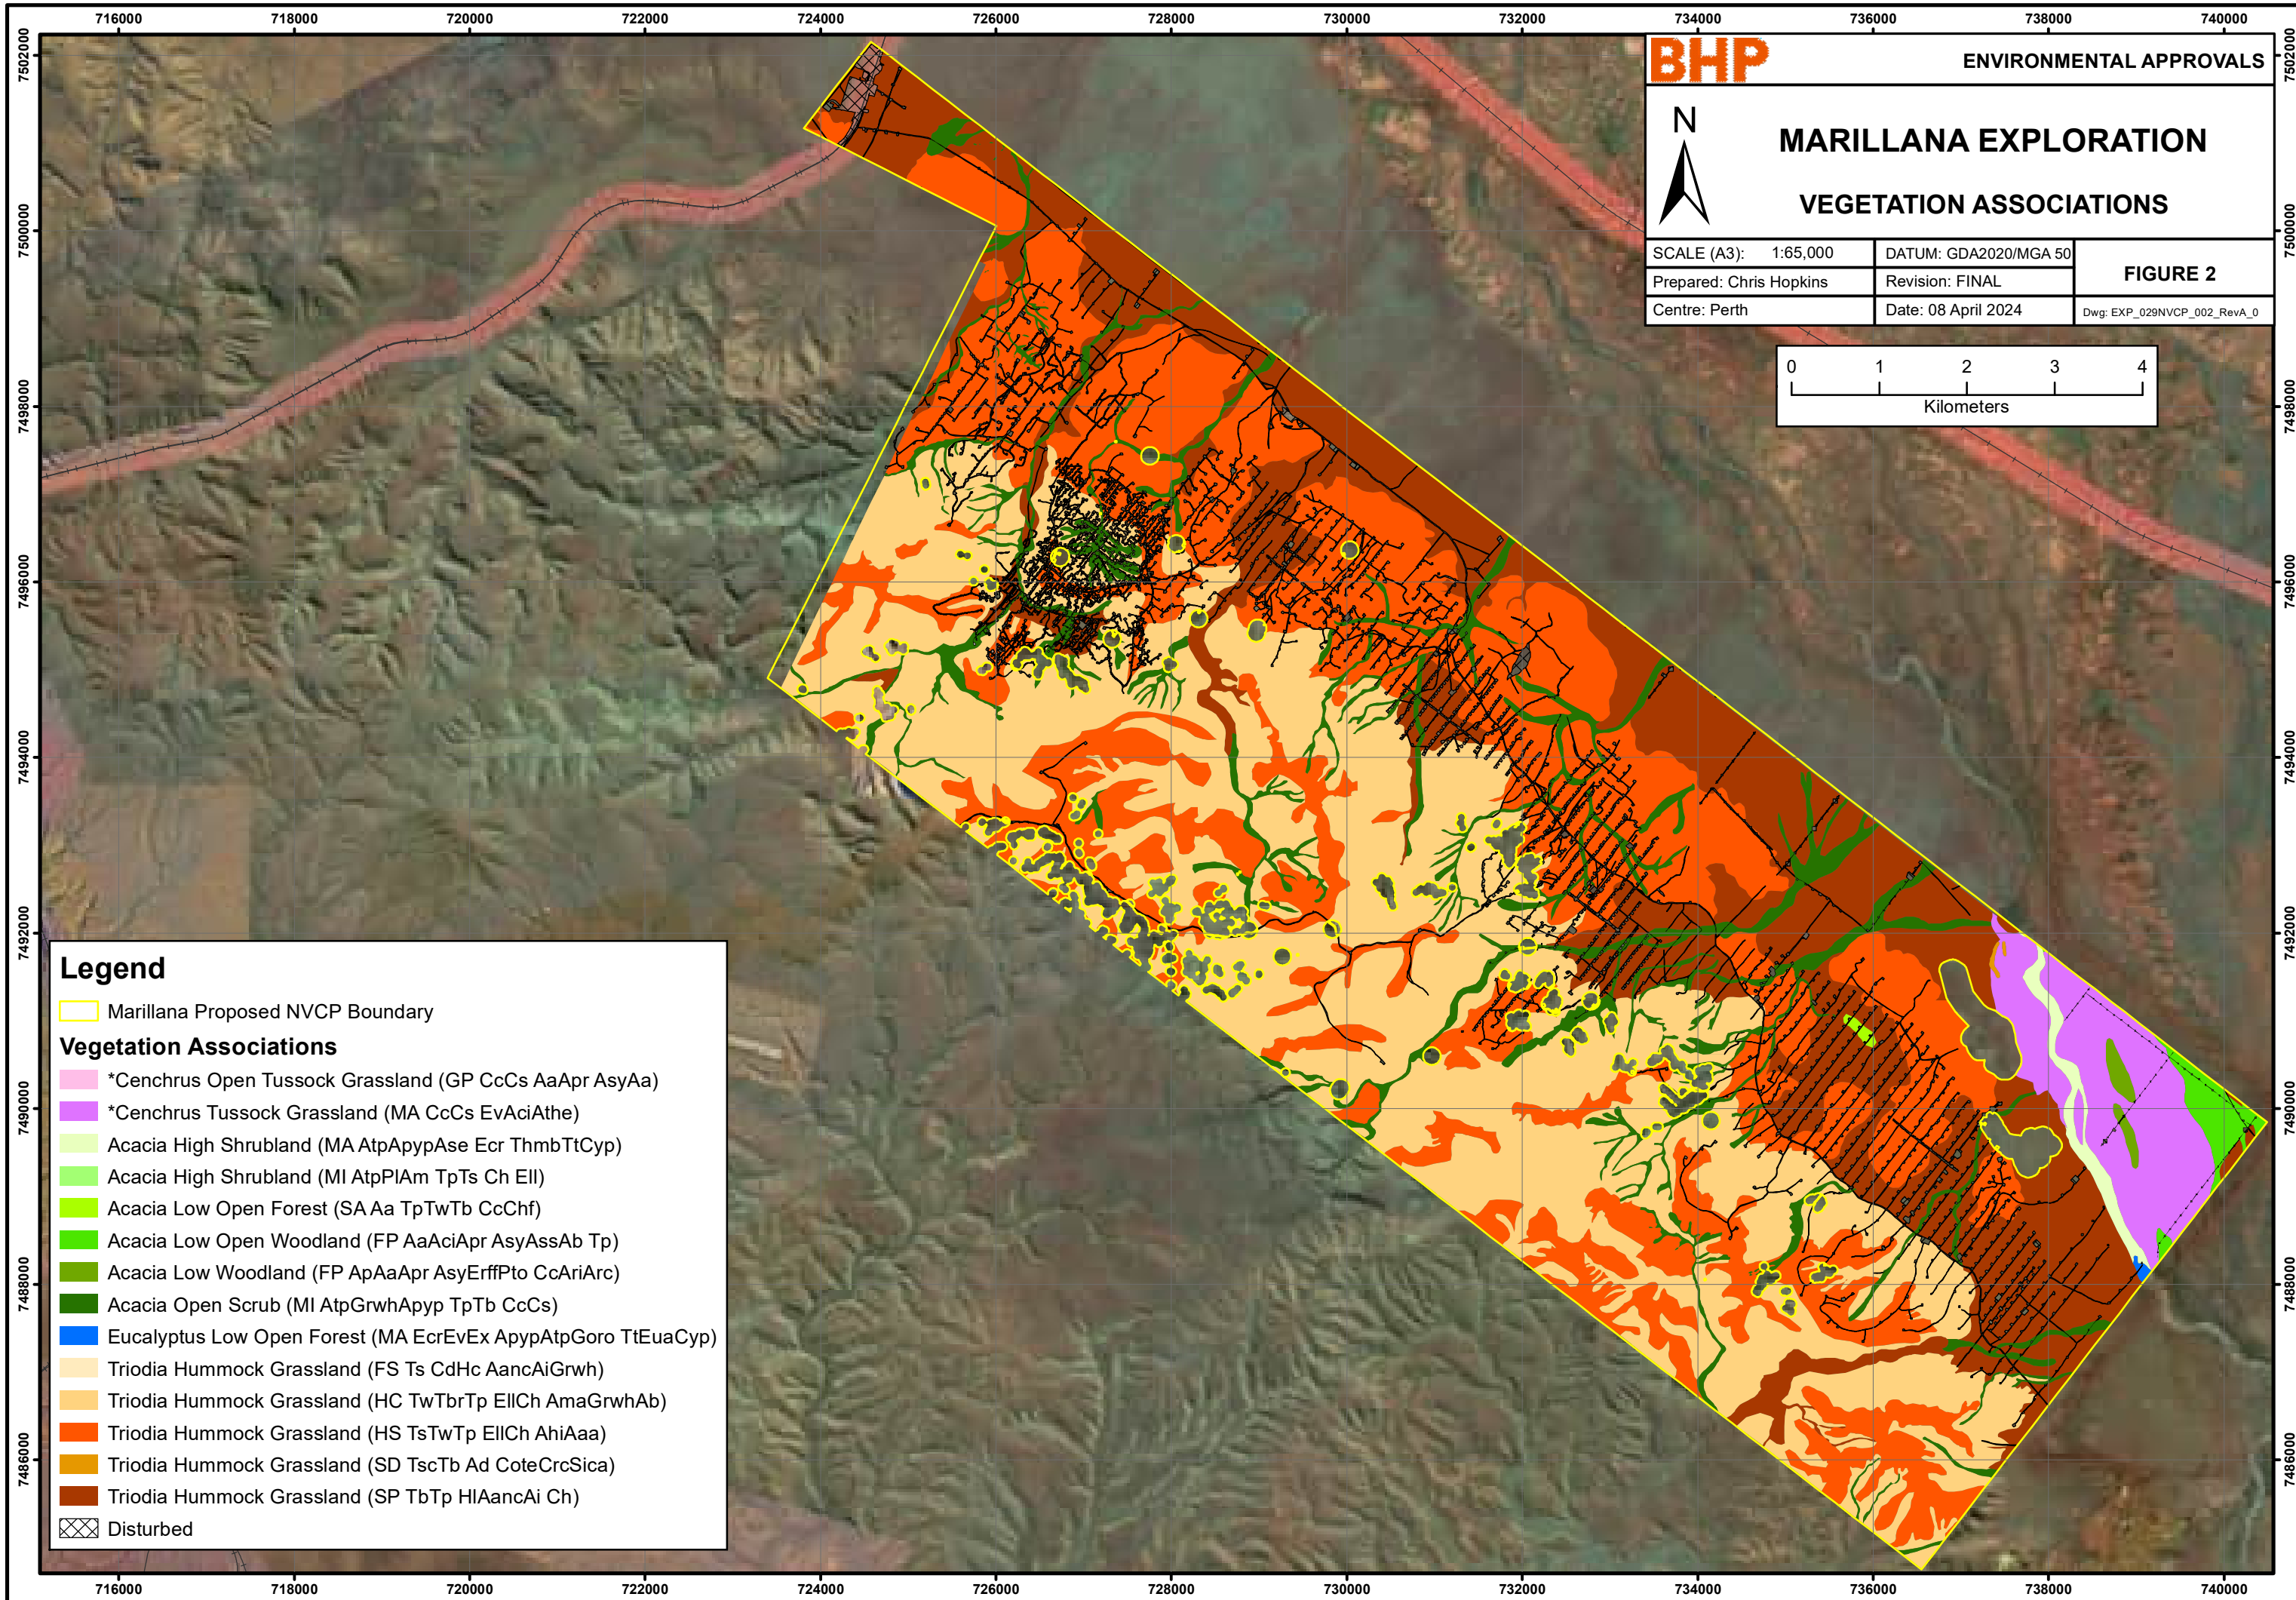 716000 718000 720000 722000 724000 726000 728000 730000 732000 734000 736000 738000 740000
7502000 7502000
7500000 7500000
7498000 7498000
7496000 7496000
7494000 7494000
7492000 7492000
7490000 7490000
7488000 7488000
7486000 7486000
BHP ENVIRONMENTAL APPROVALS
N
MARILLANA EXPLORATION
VEGETATION ASSOCIATIONS
SCALE (A3): 1:65,000 DATUM: GDA2020/MGA 50
Prepared: Chris Hopkins Revision: FINAL
FIGURE 2
Centre: Perth Date: 08 April 2024 Dwg: EXP_029NVCP_002_RevA_0
0 1 2 3 4
Kilometers
Legend
Marillana Proposed NVCP Boundary
Vegetation Associations
*Cenchrus Open Tussock Grassland (GP CcCs AaApr AsyAa)
*Cenchrus Tussock Grassland (MA CcCs EvAciAthe)
Acacia High Shrubland (MA AtpApypAse Ecr ThmbTtCyp)
Acacia High Shrubland (MI AtpPlAm TpTs Ch Ell)
Acacia Low Open Forest (SA Aa TpTwTb CcChf)
Acacia Low Open Woodland (FP AaAciApr AsyAssAb Tp)
Acacia Low Woodland (FP ApAaApr AsyErffPto CcAriArc)
Acacia Open Scrub (MI AtpGrwhApyp TpTb CcCs)
Eucalyptus Low Open Forest (MA EcrEvEx ApypAtpGoro TtEuaCyp)
Triodia Hummock Grassland (FS Ts CdHc AancAiGrwh)
Triodia Hummock Grassland (HC TwTbrTp EllCh AmaGrwhAb)
Triodia Hummock Grassland (HS TsTwTp EllCh AhiAaa)
Triodia Hummock Grassland (SD TscTb Ad CoteCrcSica)
Triodia Hummock Grassland (SP TbTp HlAancAi Ch)
Disturbed
716000 718000 720000 722000 724000 726000 728000 730000 732000 734000 736000 738000 740000